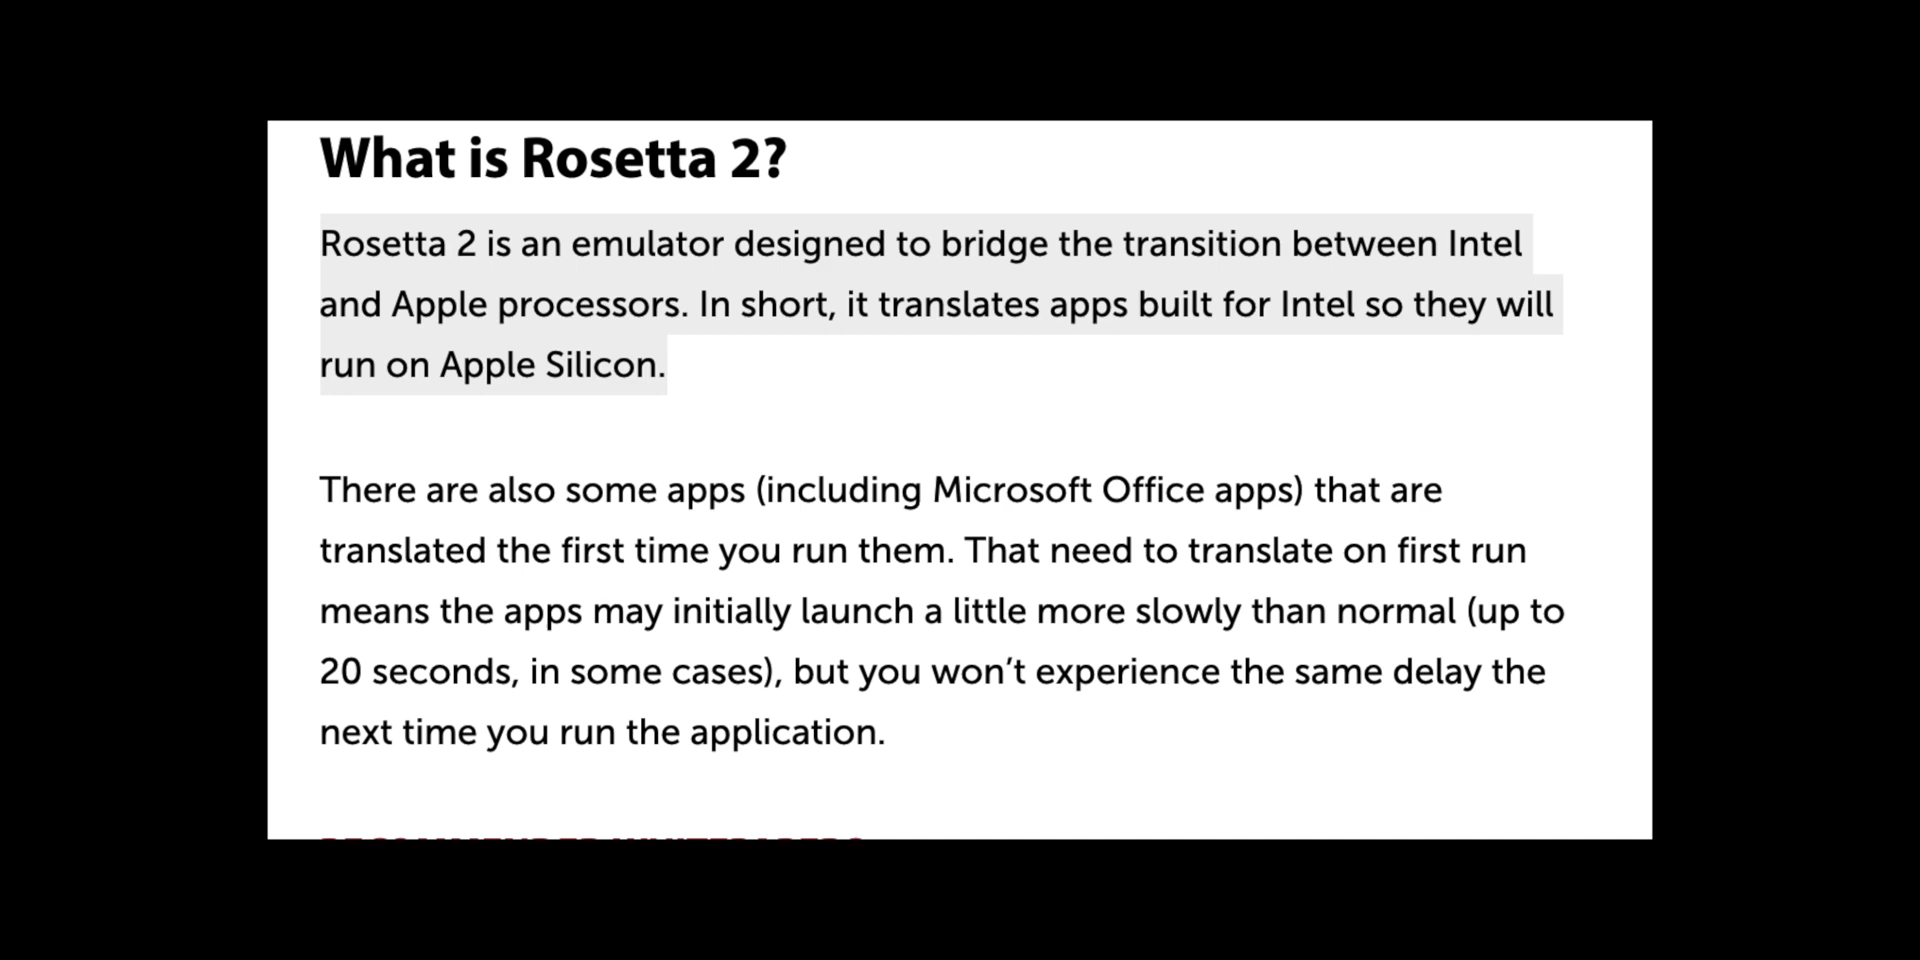 What is Rosetta 2?
Rosetta 2 is an emulator designed to bridge the transition between Intel
and Apple processors. In short, it translates apps built for Intel so they will
run on Apple Silicon.
There are also some apps (including Microsoft Office apps) that are
translated the first time you run them. That need to translate on first run
means the apps may initially launch a little more slowly than normal (up to
20 seconds, in some cases), but you won’t experience the same delay the
next time you run the application.